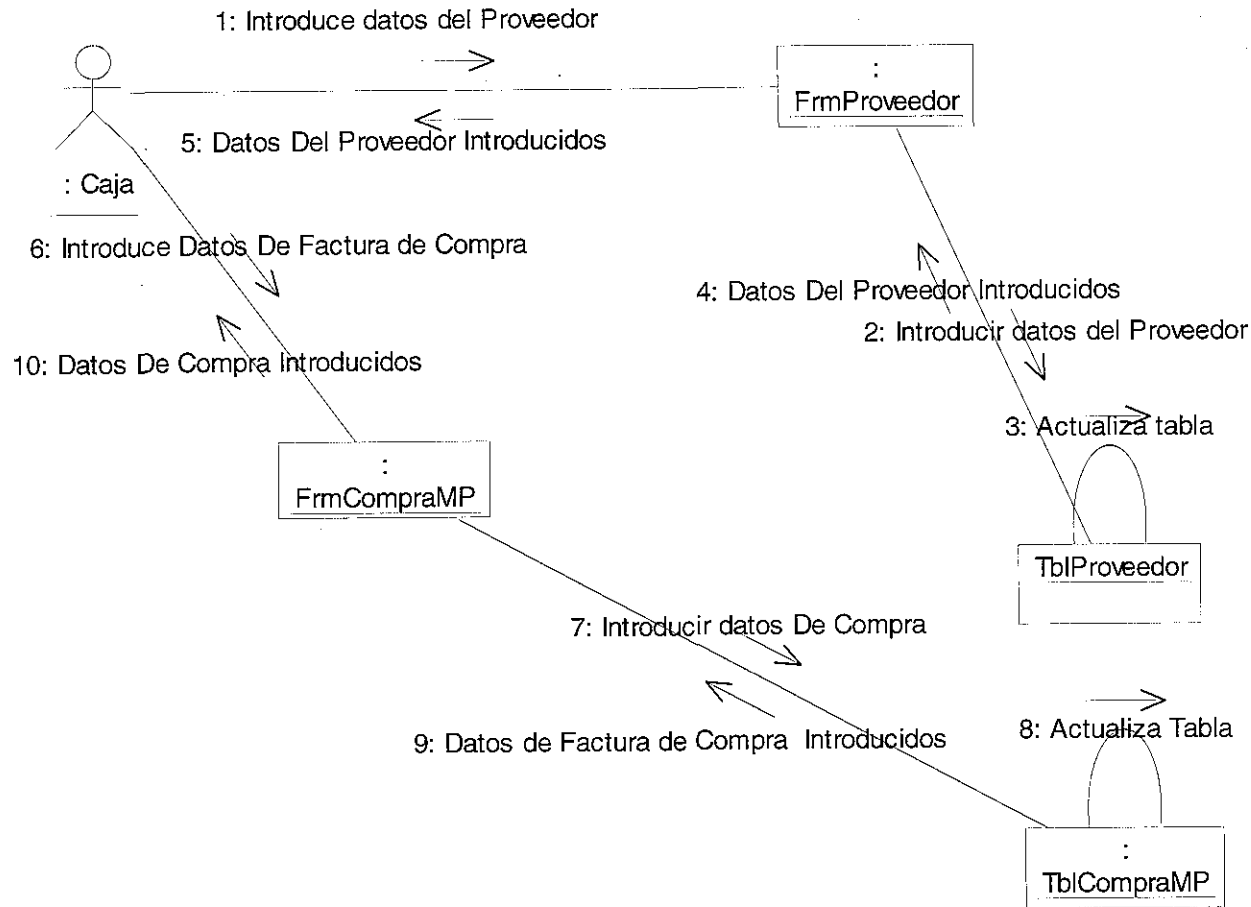 1: Introduce datos del Proveedor
:
FrmProveedor
5: Datos Del Proveedor Introducidos
: Caja
6: Introduce Datos De Factura de Compra
4: Datos Del Proveedor Introducidos
2: Introducir datos del Proveedor
10: Datos De Compra Introducidos
3: Actualiza tabla
:
FrmCompraMP
TblProveedor
7: Introducir datos De Compra
8: Actualiza Tabla
9: Datos de Factura de Compra Introducidos
:
TblCompraMP